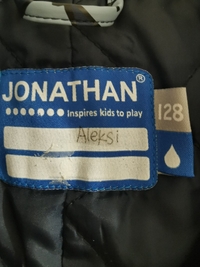 JONATHAN®
Inspires kids to play
128
Aleksi